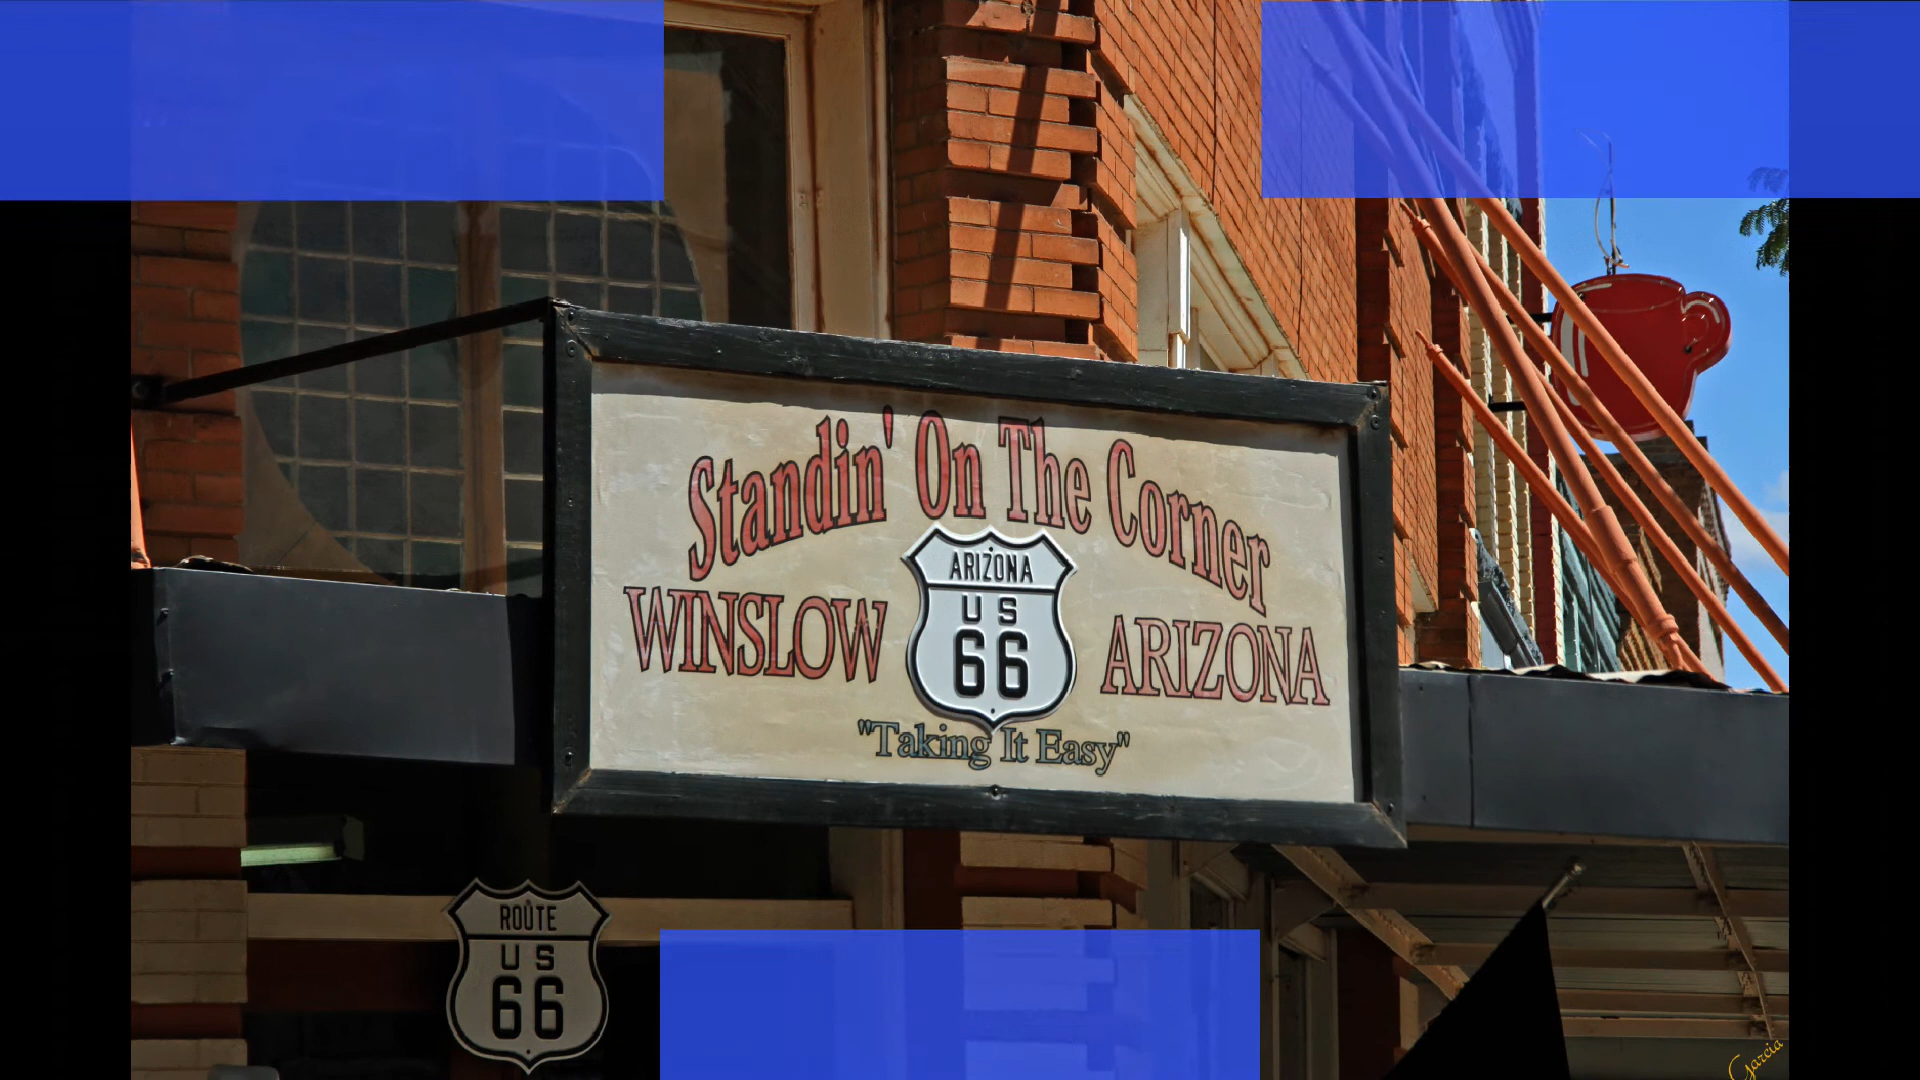 Standin' On The Corner
WINSLOW ARIZONA
ARIZONA
US
66
"Taking It Easy"
ROUTE
US
66
Garcia